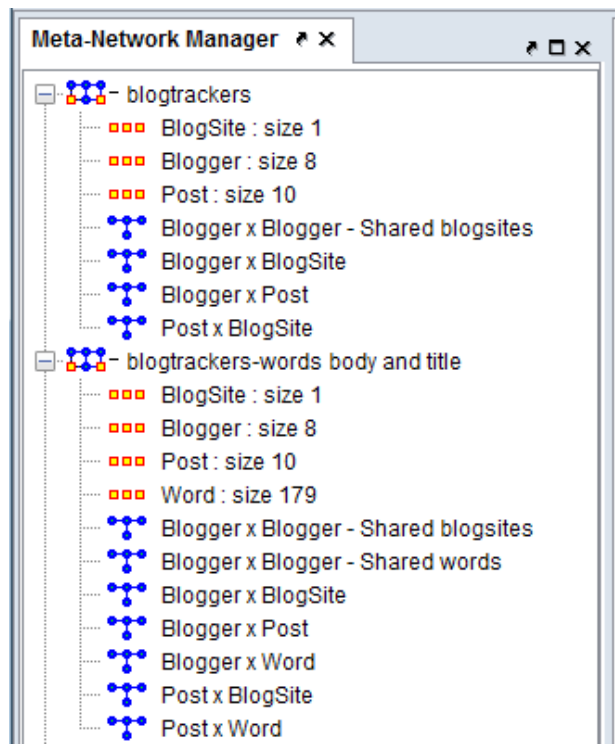 Meta-Network Manager
blogtrackers
BlogSite : size 1
Blogger : size 8
Post : size 10
Blogger x Blogger - Shared blogsites
Blogger x BlogSite
Blogger x Post
Post x BlogSite
blogtrackers-words body and title
BlogSite : size 1
Blogger : size 8
Post : size 10
Word : size 179
Blogger x Blogger - Shared blogsites
Blogger x Blogger - Shared words
Blogger x BlogSite
Blogger x Post
Blogger x Word
Post x BlogSite
Post x Word